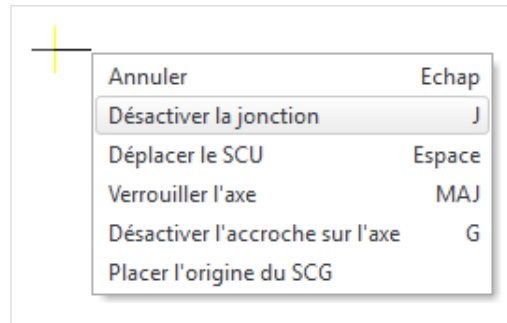 Annuler Echap
Désactiver la jonction J
Déplacer le SCU Espace
Verrouiller l'axe MAJ
Désactiver l'accroche sur l'axe G
Placer l'origine du SCG